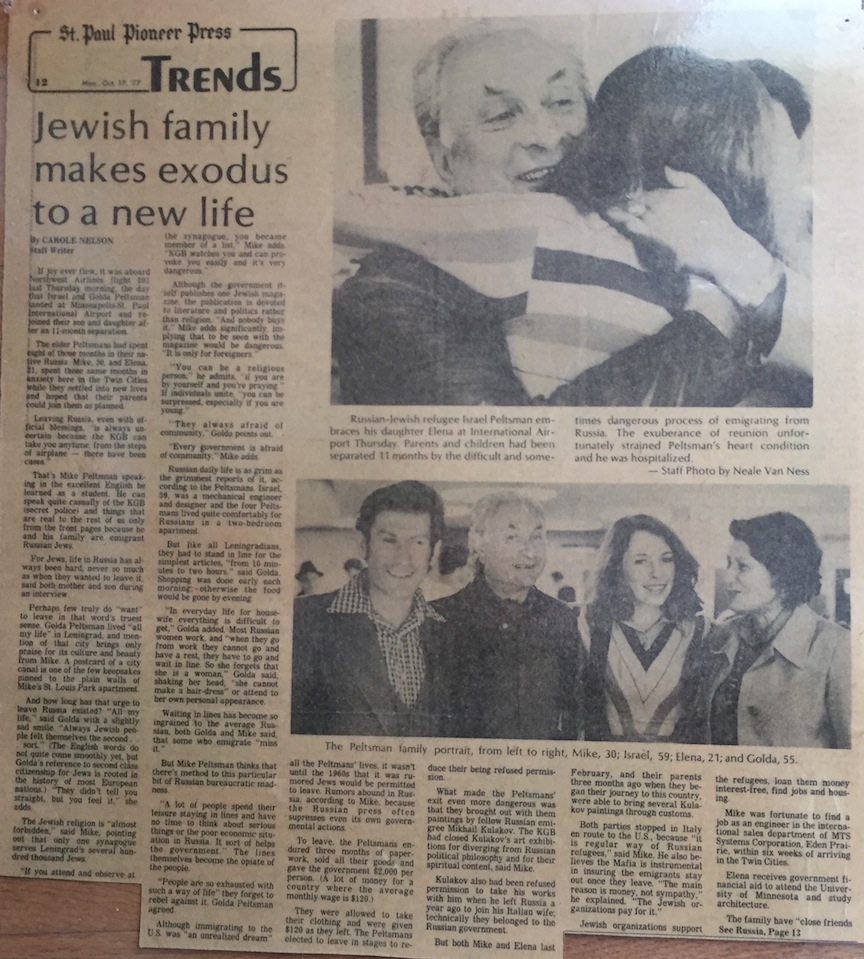 St. Paul Pioneer Press
12
Mon., Oct. 17, '77
TRENDS
Jewish family
makes exodus
to a new life
By CAROLE NELSON
Staff Writer
If joy ever flew, it was aboard
Northwest Airlines flight
last Thursday morning, the day
that Israel and Golda Peltsman
landed at Minneapolis-St. Paul
International Airport and re-
joined their son and daughter af-
ter an 11-month separation.
The elder Peltsmans had spent
eight of those months in their na-
tive Russia. Mike, 30, and Elena,
21, spent those same months in
anxiety here in the Twin Cities
while they settled into new lives
and hoped that their parents
could join them as planned.
Leaving Russia, even with of-
ficial blessings, "is always un-
certain because the KGB can
take you anytime, from the steps
of airplane — there have been
cases."
That's Mike Peltsman speak-
ing in the excellent English he
learned as a student. He can
speak quite casually of the KGB
(secret police) and things that
are real to the rest of us only
from the front pages because he
and his family are emigrant
Russian Jews.
For Jews, life in Russia has al-
ways been hard, never so much
as when they wanted to leave it,
said both mother and son during
an interview.
Perhaps few truly do "want"
to leave in that word's truest
sense. Golda Peltsman lived "all
my life" in Leningrad, and men-
tion of that city brings only
praise for its culture and beauty
from Mike. A postcard of a city
canal is one of the few keepsakes
pinned to the plain walls of
Mike's St. Louis Park apartment.
And how long has that urge to
leave Russia existed? "All my
life," said Golda with a slightly
sad smile. "Always Jewish peo-
ple felt themselves the second . . .
sort." (The English words do
not quite come smoothly yet, but
Golda's reference to second class
citizenship for Jews is rooted in
the history of most European
nations.) "They didn't tell you
straight, but you feel it," she
adds.
The Jewish religion is "almost
forbidden," said Mike, pointing
out that only one synagogue
serves Leningrad's several hun-
dred thousand Jews.
"If you attend and observe at
the synagogue, you became
member of a list," Mike adds.
"KGB watches you and can pro-
voke you easily and it's very
dangerous."
Although the government it-
self publishes one Jewish maga-
zine, the publication is devoted
to literature and politics rather
than religion. "And nobody buys
it," Mike adds significantly, im-
plying that to be seen with the
magazine would be dangerous.
"It is only for foreigners."
"You can be a religious
person," he admits, "if you are
by yourself and you're praying."
If individuals unite, "you can be
surpressed, especially if you are
young."
"They always afraid of
community," Golda points out.
"Every government is afraid
of community," Mike adds.
Russian daily life is as grim as
the grimmest reports of it, ac-
cording to the Peltsmans. Israel,
59, was a mechanical engineer
and designer and the four Pelts-
mans lived quite comfortably for
Russians in a two-bedroom
apartment.
But like all Leningradians,
they had to stand in line for the
simplest articles, "from 10 min-
utes to two hours," said Golda.
Shopping was done early each
morning; otherwise the food
would be gone by evening.
"In everyday life for house-
wife everything is difficult to
get," Golda added. Most Russian
women work, and "when they go
from work they cannot go and
have a rest, they have to go and
wait in line. So she forgets that
she is a woman," Golda said,
shaking her head, "she cannot
make a hair-dress" or attend to
her own personal appearance.
Waiting in lines has become so
ingrained to the average Rus-
sian, both Golda and Mike said,
that some who emigrate "miss
it."
But Mike Peltsman thinks that
there's method to this particular
bit of Russian bureaucratic mad-
ness.
"A lot of people spend their
leisure staying in lines and have
no time to think about serious
things or the poor economic situ-
ation in Russia. It sort of helps
the government." The lines
themselves become the opiate of
the people.
"People are so exhausted with
such a way of life" they forget to
rebel against it, Golda Peltsman
agreed.
Although immigrating to the
U.S. was "an unrealized dream"
Russian-Jewish refugee Israel Peltsman em-
braces his daughter Elena at International Air-
port Thursday. Parents and children had been
separated 11 months by the difficult and some-
times dangerous process of emigrating from
Russia. The exuberance of reunion unfor-
tunately strained Peltsman's heart condition
and he was hospitalized.
— Staff Photo by Neale Van Ness
The Peltsman family portrait, from left to right, Mike, 30; Israel, 59; Elena, 21; and Golda, 55.
all the Peltmans' lives, it wasn't
until the 1960s that it was ru-
mored Jews would be permitted
to leave. Rumors abound in Rus-
sia, according to Mike, because
the Russian press often
supresses even its own govern-
mental actions.
To leave, the Peltsmans en-
dured three months of paper-
work, sold all their goods and
gave the government $2,000 per
person. (A lot of money for a
country where the average
monthly wage is $120.)
They were allowed to take
their clothing and were given
$120 as they left. The Peltsmans
elected to leave in stages to re-
duce their being refused permis-
sion.
What made the Peltsmans'
exit even more dangerous was
that they brought out with them
paintings by fellow Russian emi-
gree Mikhail Kulakov. The KGB
had closed Kulakov's art exhibi-
tions for diverging from Russian
political philosophy and for their
spiritual content, said Mike.
Kulakov also had been refused
permission to take his works
with him when he left Russia a
year ago to join his Italian wife;
technically they belonged to the
Russian government.
But both Mike and Elena last
February, and their parents
three months ago when they be-
gan their journey to this country,
were able to bring several Kula-
kov paintings through customs.
Both parties stopped in Italy
en route to the U.S., because "it
is regular way of Russian
refugees," said Mike. He also be-
lieves the Mafia is instrumental
in insuring the emigrants stay
out once they leave. "The main
reason is money, not sympathy,"
he explained. "The Jewish or-
ganizations pay for it."
Jewish organizations support
the refugees, loan them money
interest-free, find jobs and hous-
ing.
Mike was fortunate to find a
job as an engineer in the interna-
tional sales department of MTS
Systems Corporation, Eden Prai-
rie, within six weeks of arriving
in the Twin Cities.
Elena receives government fi-
nancial aid to attend the Univer-
sity of Minnesota and study
architecture.
The family have "close friends
See Russia, Page 13